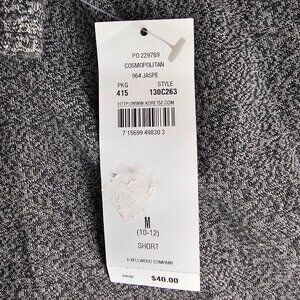 PO 229769
COSMOPOLITAN
964 JASPE
PKG STYLE
415 130C263
HTTP://WWW.KORETSF.COM
7 15699 49830 3
M
(10-12)
SHORT
A KELLWOOD COMPANY
$40.00